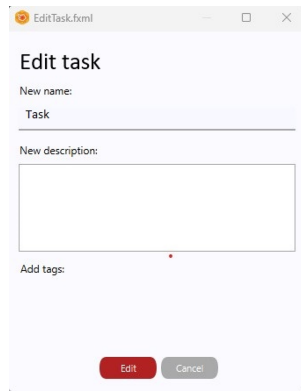 EditTask.fxml
Edit task
New name:
Task
New description:
Add tags:
Edit
Cancel